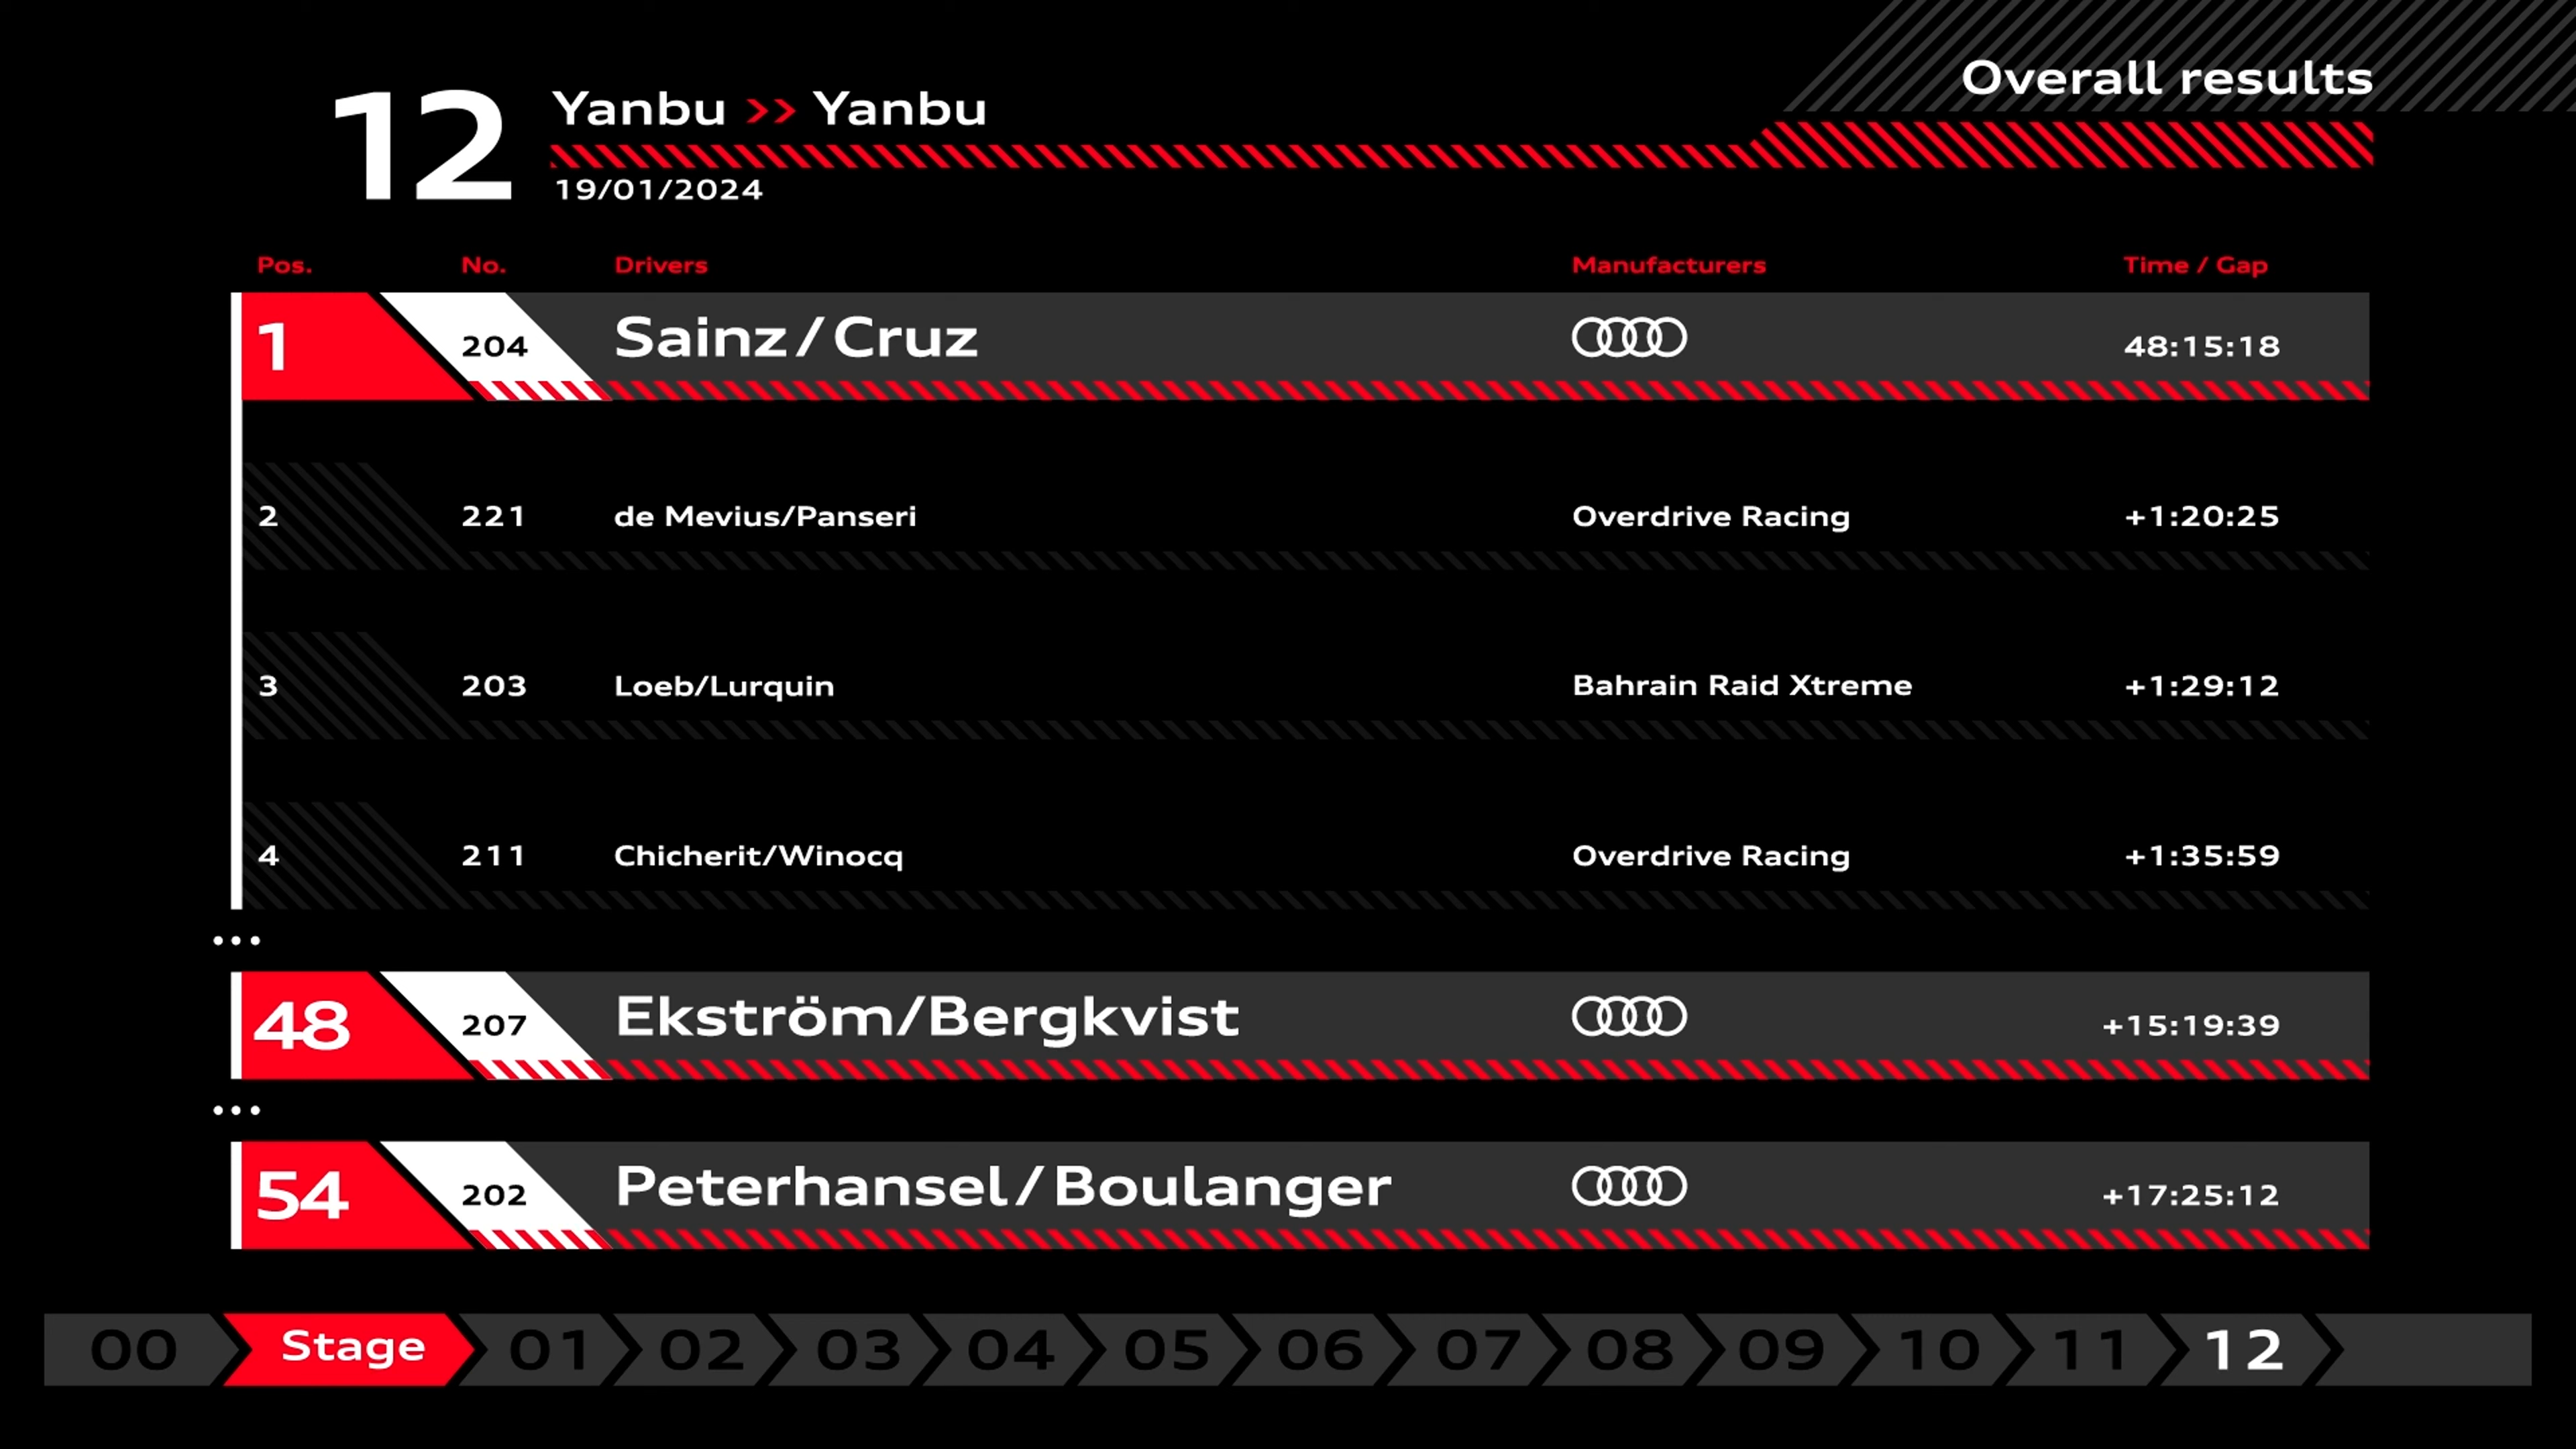 Overall results
12
Yanbu >> Yanbu
19/01/2024
Pos. No. Drivers Manufacturers Time / Gap
1 204 Sainz/Cruz 48:15:18
2 221 de Mevius/Panseri Overdrive Racing +1:20:25
3 203 Loeb/Lurquin Bahrain Raid Xtreme +1:29:12
4 211 Chicherit/Winocq Overdrive Racing +1:35:59
...
48 207 Ekström/Bergkvist +15:19:39
...
54 202 Peterhansel/Boulanger +17:25:12
00 Stage 01 02 03 04 05 06 07 08 09 10 11 12